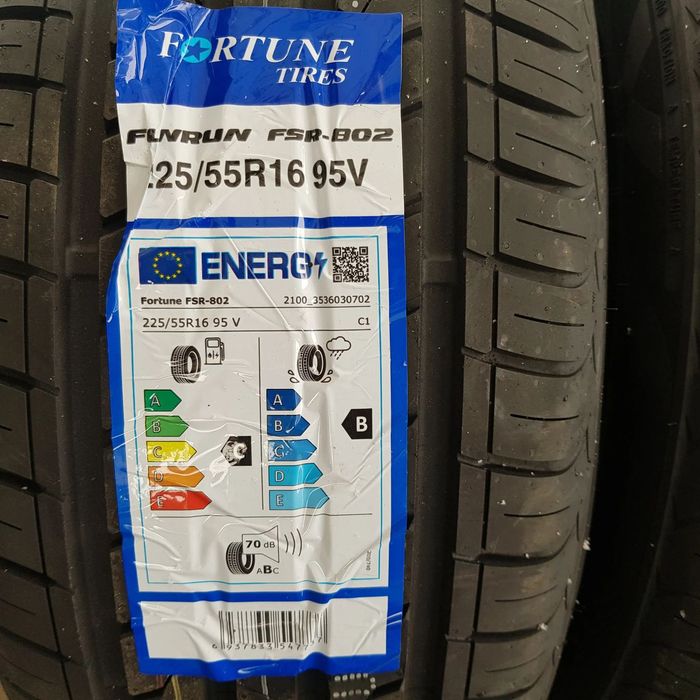 FORTUNE
TIRES
FUNRUN FSR-802
225/55R16 95V
ENERG
Fortune FSR-802 2100_3536030702
225/55R16 95 V C1
A A
B B B
C C
D D
E E
70 dB
ABC